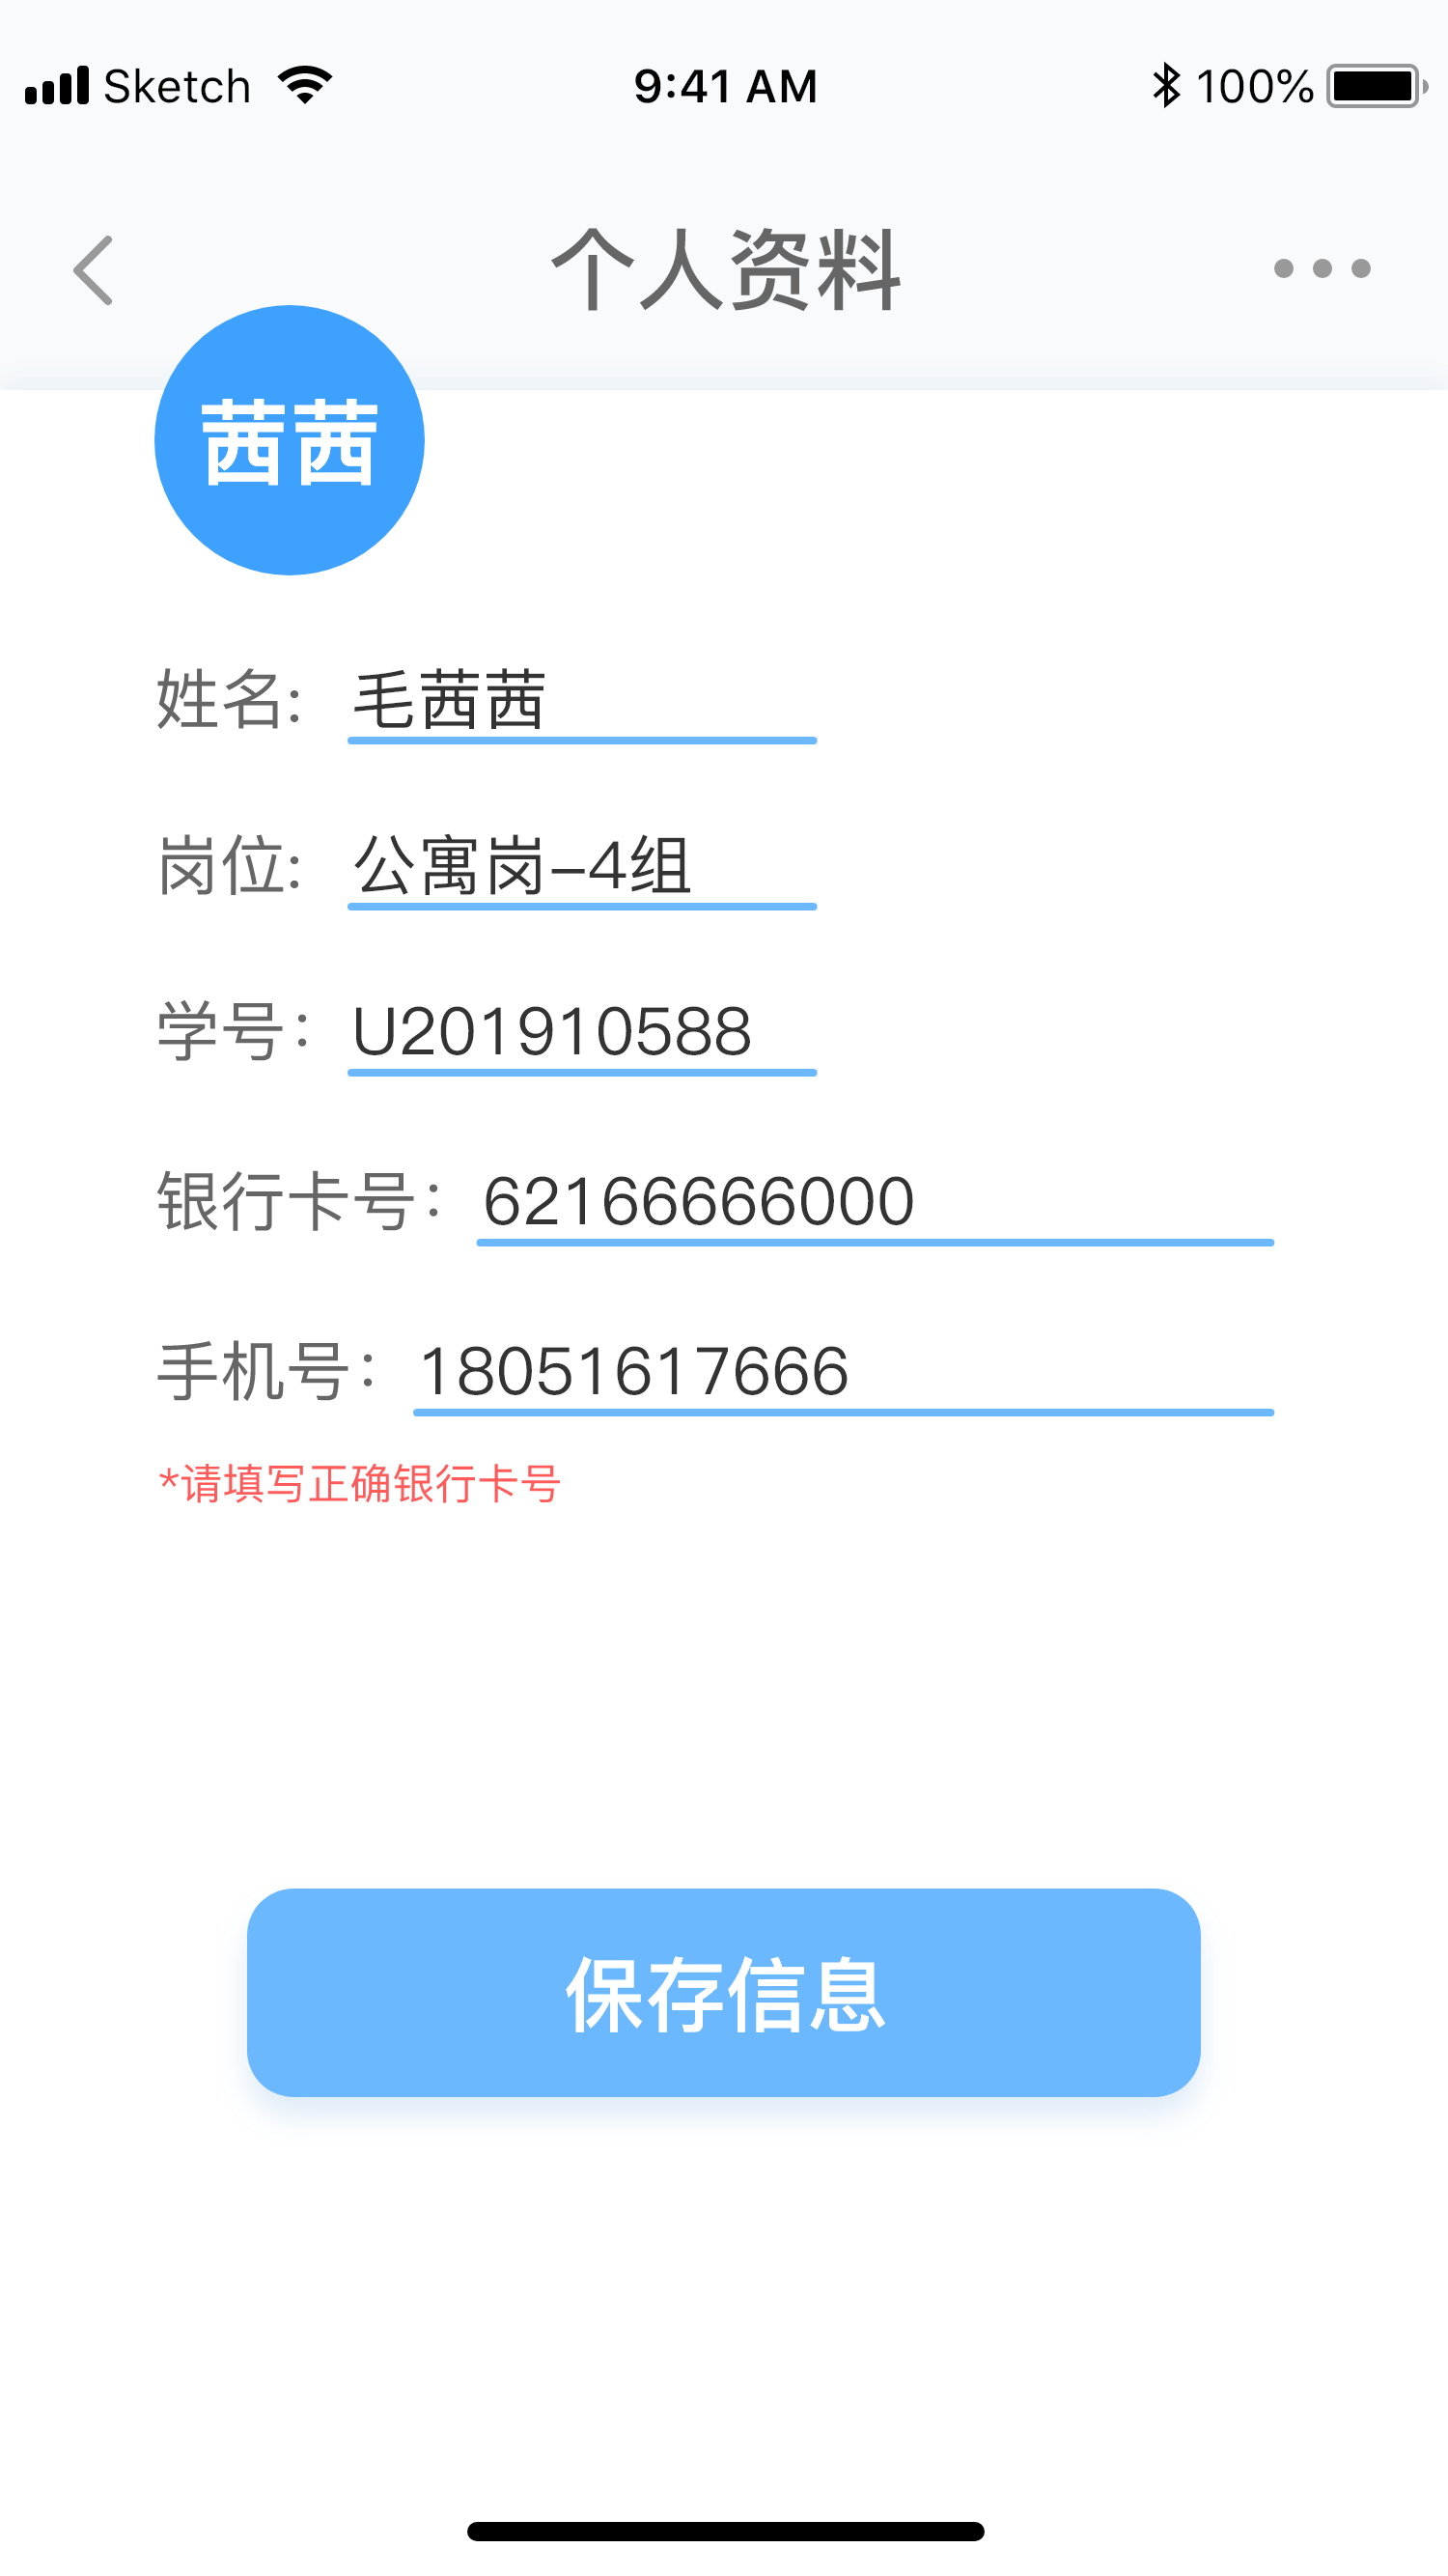 Sketch 9:41 AM 100%
个人资料
茜茜
姓名: 毛茜茜
岗位: 公寓岗-4组
学号: U201910588
银行卡号: 62166666000
手机号: 18051617666
*请填写正确银行卡号
保存信息